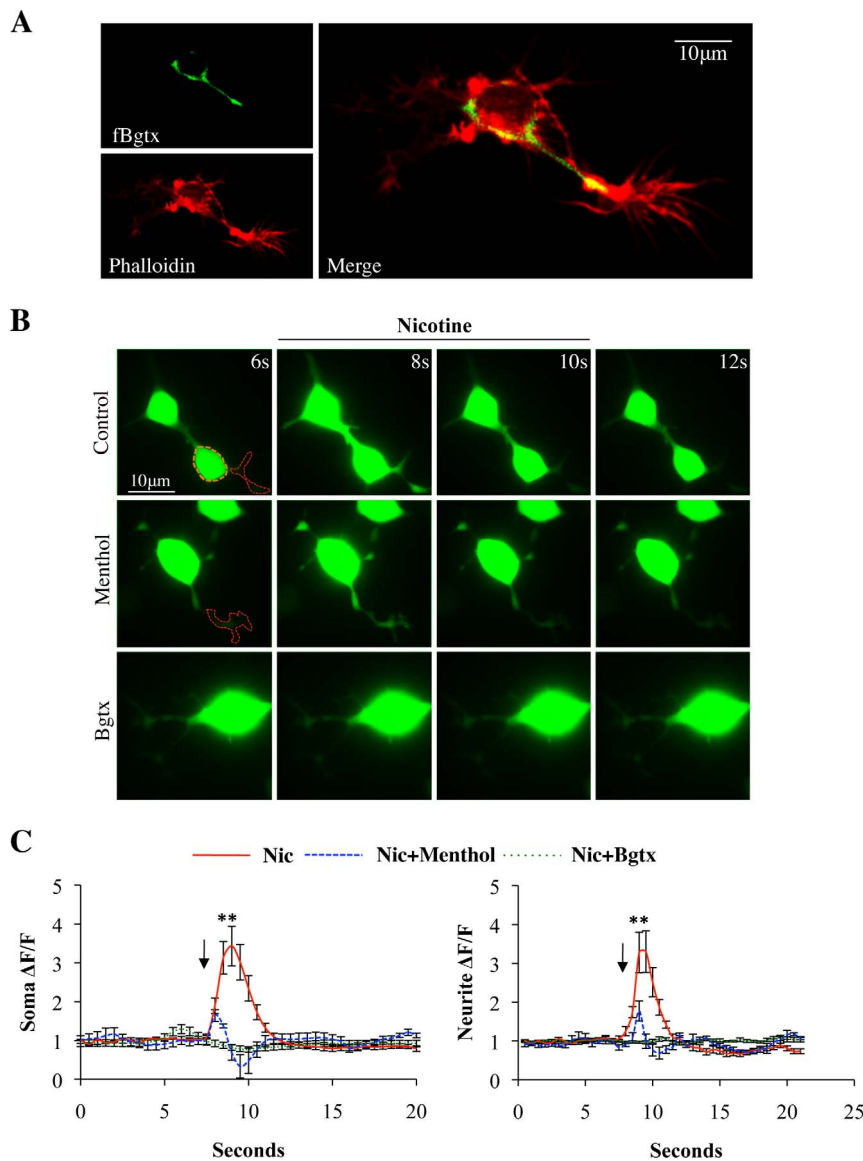 A
fBgtx
Phalloidin
10μm
Merge
B
Nicotine
6s
8s
10s
12s
Control
10μm
Menthol
Bgtx
C
Nic
Nic+Menthol
Nic+Bgtx
Soma ΔF/F
5
4
3
2
1
0
**
0
5
10
15
20
Seconds
Neurite ΔF/F
5
4
3
2
1
0
**
0
5
10
15
20
25
Seconds